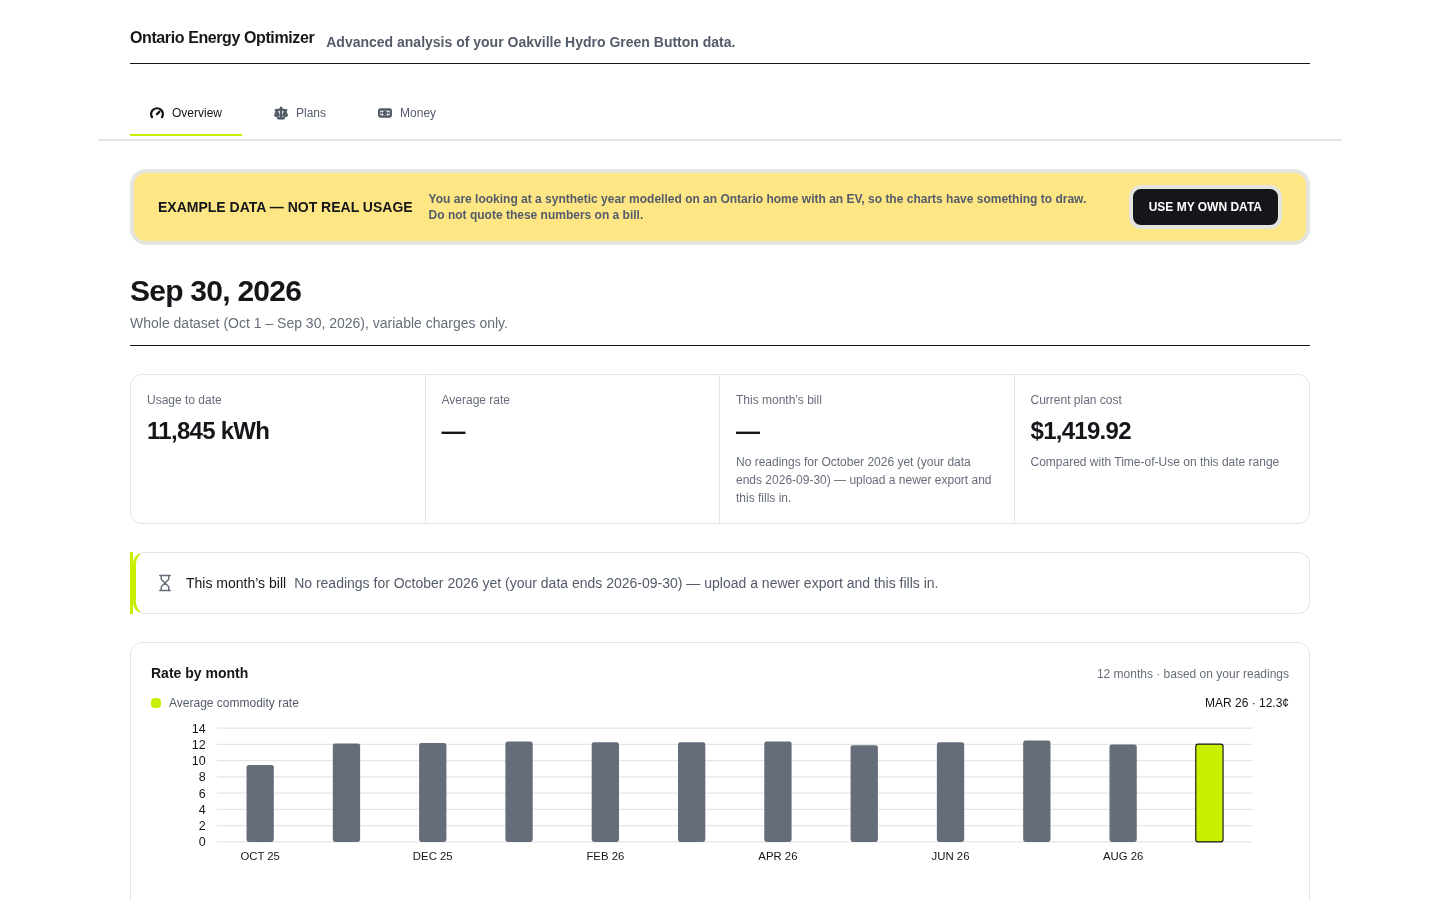 Ontario Energy Optimizer Advanced analysis of your Oakville Hydro Green Button data.
Overview Plans Money
EXAMPLE DATA — NOT REAL USAGE
You are looking at a synthetic year modelled on an Ontario home with an EV, so the charts have something to draw.
Do not quote these numbers on a bill.
USE MY OWN DATA
Sep 30, 2026
Whole dataset (Oct 1 – Sep 30, 2026), variable charges only.
Usage to date
11,845 kWh
Average rate
—
This month’s bill
—
No readings for October 2026 yet (your data
ends 2026-09-30) — upload a newer export and
this fills in.
Current plan cost
$1,419.92
Compared with Time-of-Use on this date range
This month’s bill No readings for October 2026 yet (your data ends 2026-09-30) — upload a newer export and this fills in.
Rate by month
12 months · based on your readings
Average commodity rate
MAR 26 · 12.3¢
14
12
10
8
6
4
2
0
OCT 25 DEC 25 FEB 26 APR 26 JUN 26 AUG 26